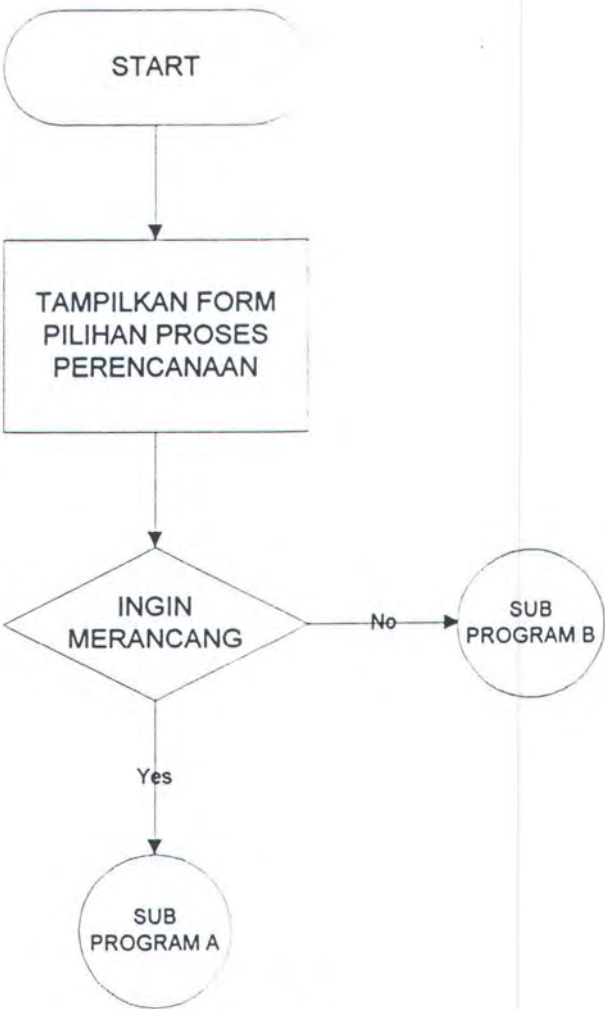 START
TAMPILKAN FORM
PILIHAN PROSES
PERENCANAAN
INGIN
MERANCANG
No
SUB
PROGRAM B
Yes
SUB
PROGRAM A